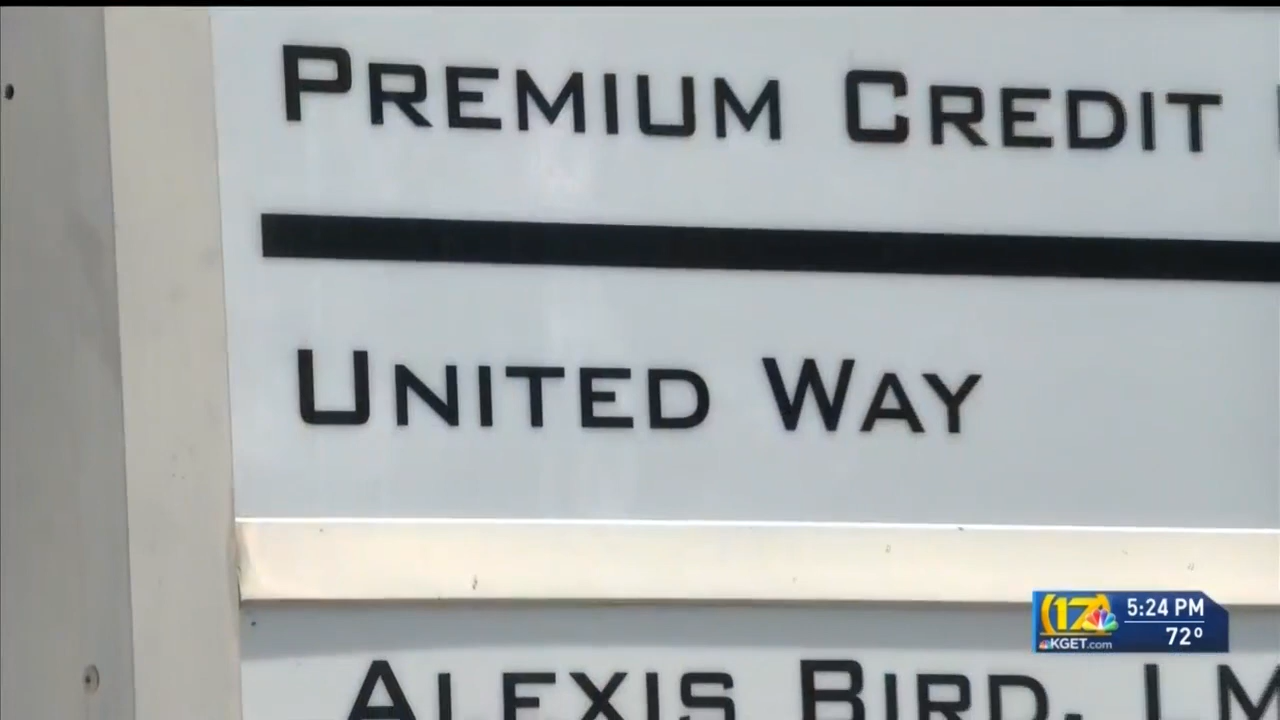 PREMIUM CREDIT
UNITED WAY
17
5:24 PM
KGET.com
72°
ALEXIS BIRD, LM